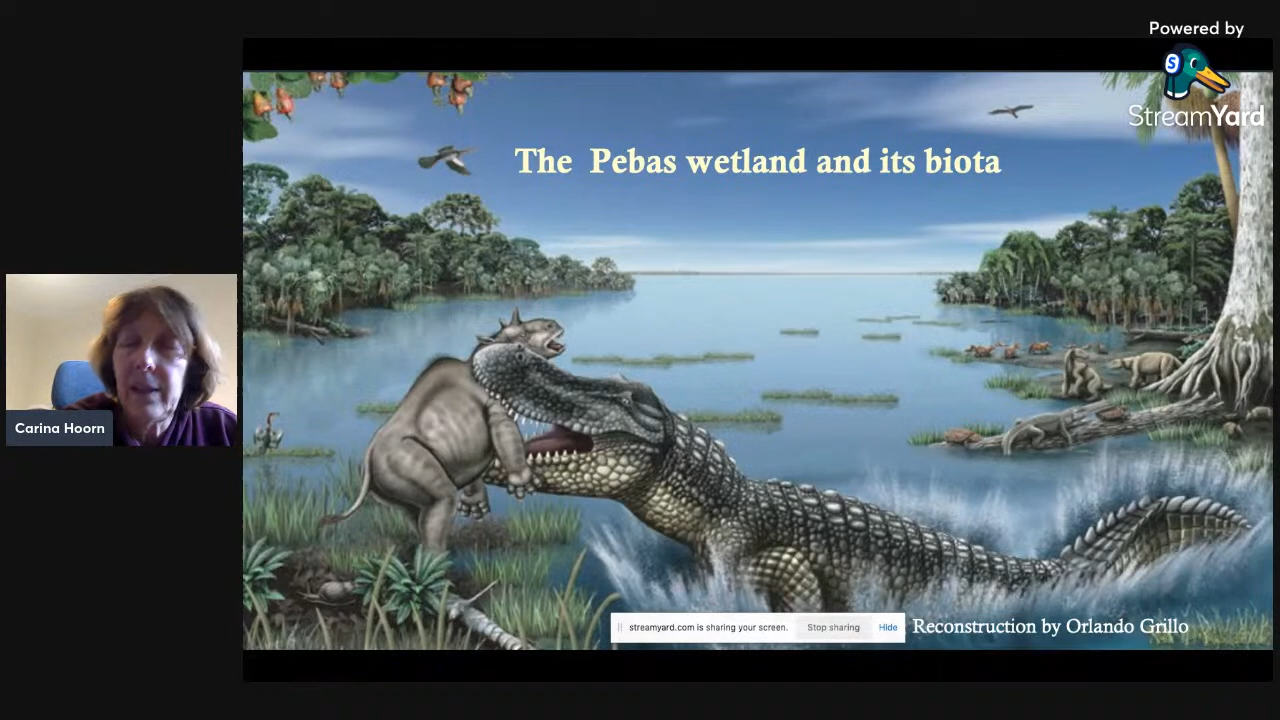 Powered by
S
StreamYard
The Pebas wetland and its biota
Carina Hoorn
streamyard.com is sharing your screen.
Stop sharing
Hide
Reconstruction by Orlando Grillo